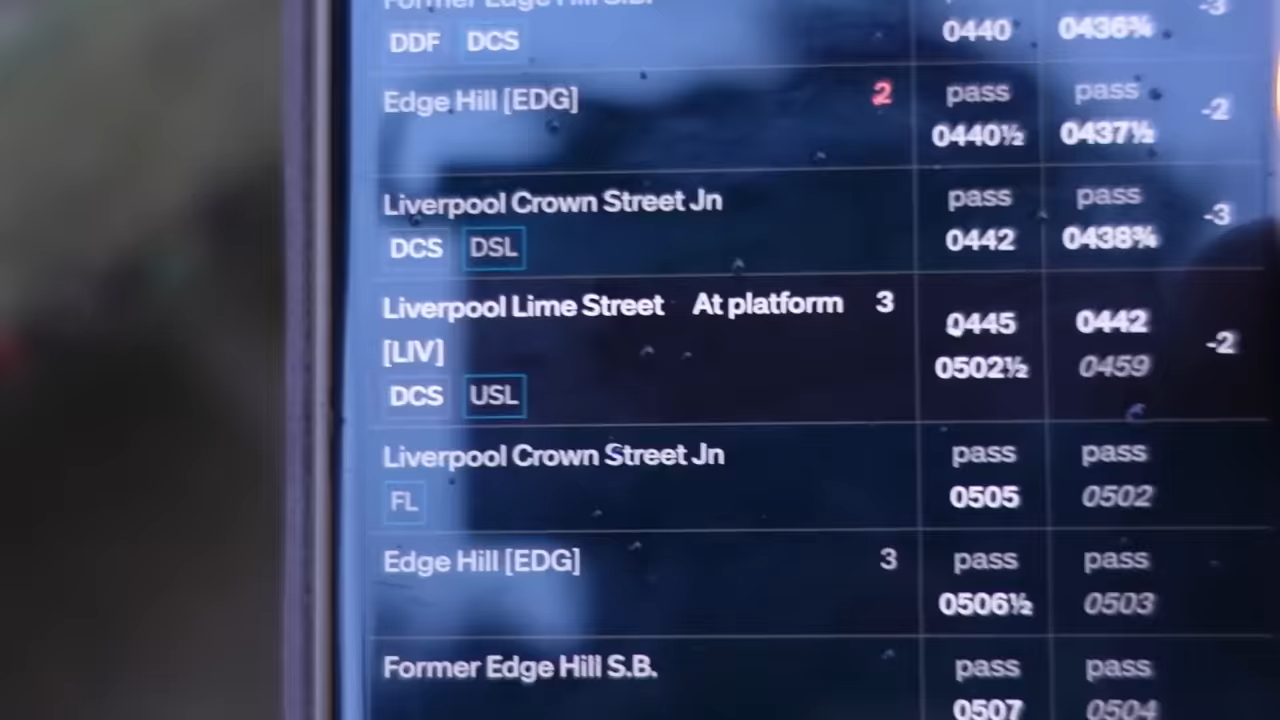 Former Edge Hill S.B. -3
DDF DCS 0440 0436¾
Edge Hill [EDG] 2 pass pass -2
0440½ 0437½
Liverpool Crown Street Jn pass pass -3
DCS DSL 0442 0438¾
Liverpool Lime Street At platform 3 0445 0442 -2
[LIV] 0502½ 0459
DCS USL
Liverpool Crown Street Jn pass pass
FL 0505 0502
Edge Hill [EDG] 3 pass pass
0506½ 0503
Former Edge Hill S.B. pass pass
0507 0504